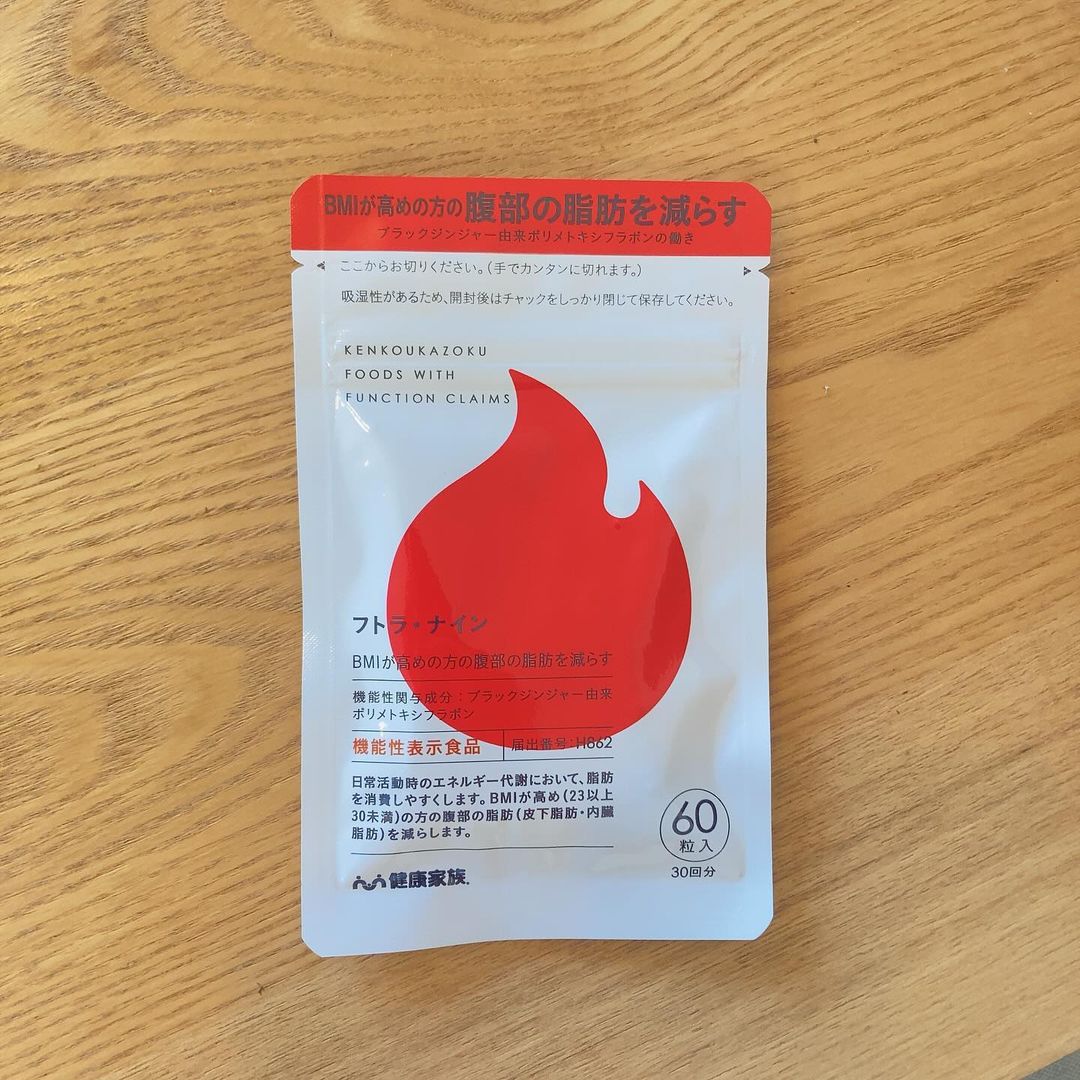 BMIが高めの方の腹部の脂肪を減らす
ブラックジンジャー由来ポリメトキシフラボンの働き
ここからお切りください。(手でカンタンに切れます。)
吸湿性があるため、開封後はチャックをしっかり閉じて保存してください。
KENKOUKAZOKU
FOODS WITH
FUNCTION CLAIMS
フトラ・ナイン
BMIが高めの方の腹部の脂肪を減らす
機能性関与成分：ブラックジンジャー由来
ポリメトキシフラボン
機能性表示食品 届出番号：H862
日常活動時のエネルギー代謝において、脂肪
を消費しやすくします。BMIが高め(23以上
30未満)の方の腹部の脂肪(皮下脂肪・内臓
脂肪)を減らします。
60
粒入
30回分
健康家族